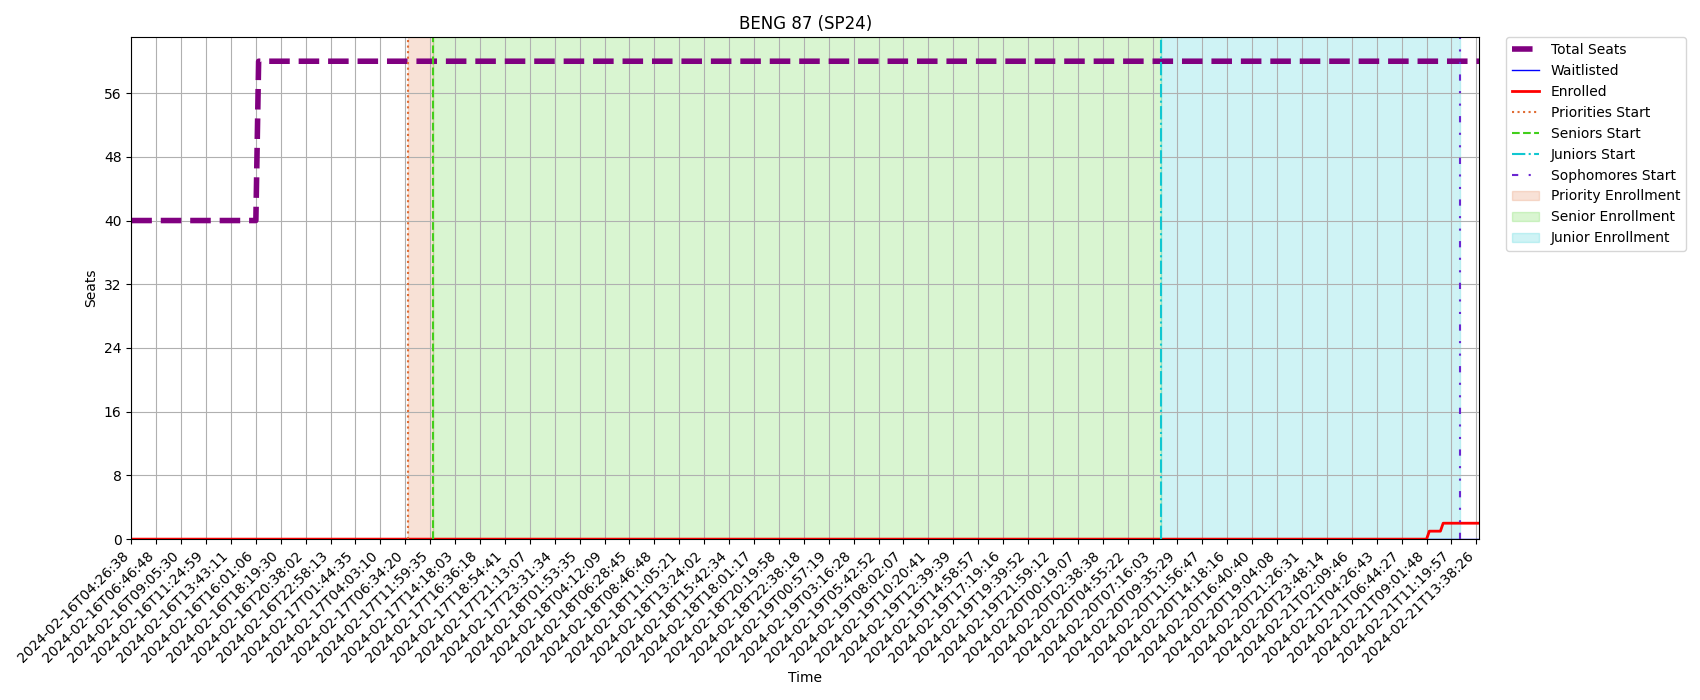 BENG 87 (SP24)
Total Seats
Waitlisted
Enrolled
Priorities Start
Seniors Start
Juniors Start
Sophomores Start
Priority Enrollment
Senior Enrollment
Junior Enrollment
Seats
56
48
40
32
24
16
8
0
2024-02-16T04:26:38
2024-02-16T06:46:48
2024-02-16T09:05:30
2024-02-16T11:24:59
2024-02-16T13:43:11
2024-02-16T16:01:06
2024-02-16T18:19:30
2024-02-16T20:38:02
2024-02-16T22:58:13
2024-02-17T01:44:35
2024-02-17T04:03:10
2024-02-17T06:34:20
2024-02-17T11:59:35
2024-02-17T14:18:03
2024-02-17T16:36:18
2024-02-17T18:54:41
2024-02-17T21:13:07
2024-02-17T23:31:34
2024-02-18T01:53:35
2024-02-18T04:12:09
2024-02-18T06:28:45
2024-02-18T08:46:48
2024-02-18T11:05:21
2024-02-18T13:24:02
2024-02-18T15:42:34
2024-02-18T18:01:17
2024-02-18T20:19:58
2024-02-18T22:38:18
2024-02-19T00:57:19
2024-02-19T03:16:28
2024-02-19T05:42:52
2024-02-19T08:02:07
2024-02-19T10:20:41
2024-02-19T12:39:39
2024-02-19T14:58:57
2024-02-19T17:19:16
2024-02-19T19:39:52
2024-02-19T21:59:12
2024-02-20T00:19:07
2024-02-20T02:38:38
2024-02-20T04:55:22
2024-02-20T07:16:03
2024-02-20T09:35:29
2024-02-20T11:56:47
2024-02-20T14:18:16
2024-02-20T16:40:40
2024-02-20T19:04:08
2024-02-20T21:26:31
2024-02-20T23:48:14
2024-02-21T02:09:46
2024-02-21T04:26:43
2024-02-21T06:44:27
2024-02-21T09:01:48
2024-02-21T11:19:57
2024-02-21T13:38:26
Time